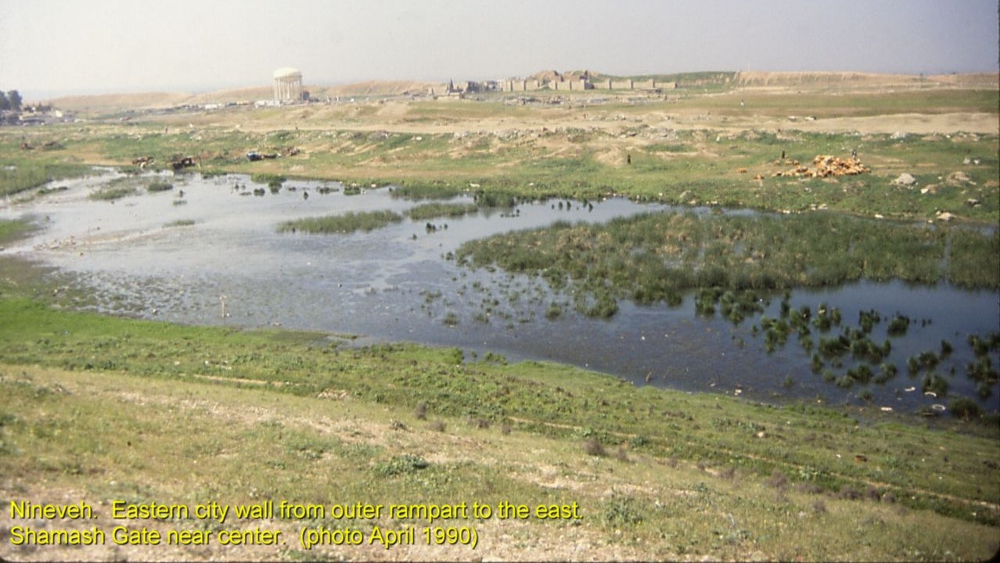 Nineveh.  Eastern city wall from outer rampart to the east.
Shamash Gate near center.  (photo April 1990)